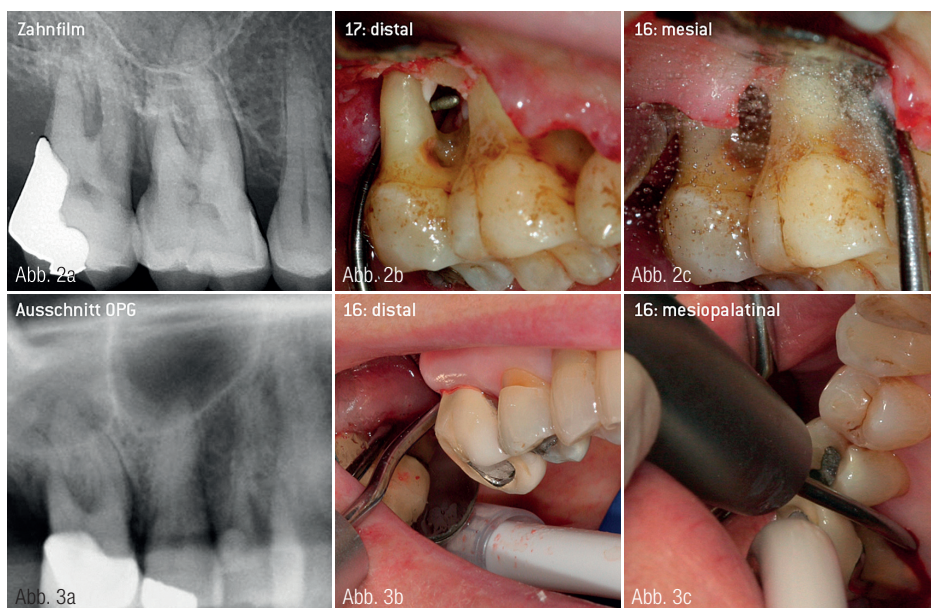 Zahnfilm
17: distal
16: mesial
Abb. 2a
Abb. 2b
Abb. 2c
Ausschnitt OPG
16: distal
16: mesiopalatinal
Abb. 3a
Abb. 3b
Abb. 3c